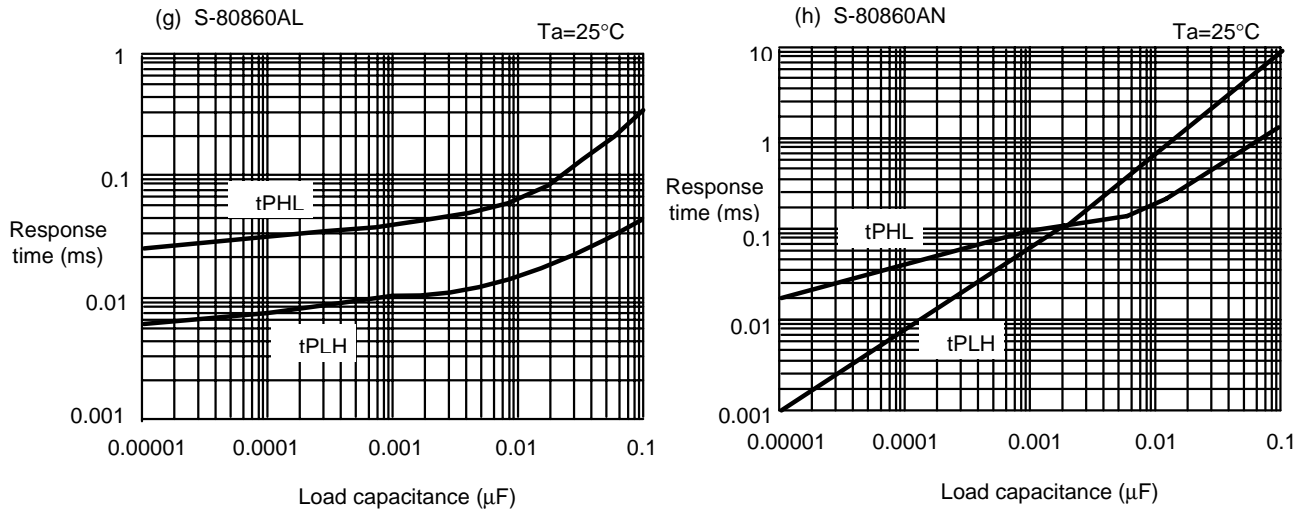 (g) S-80860AL
Ta=25°C
1
0.1
0.01
0.001
Response
time (ms)
tPHL
tPLH
0.00001 0.0001 0.001 0.01 0.1
Load capacitance (μF)
(h) S-80860AN
Ta=25°C
10
1
0.1
0.01
0.001
Response
time (ms)
tPHL
tPLH
0.00001 0.0001 0.001 0.01 0.1
Load capacitance (μF)